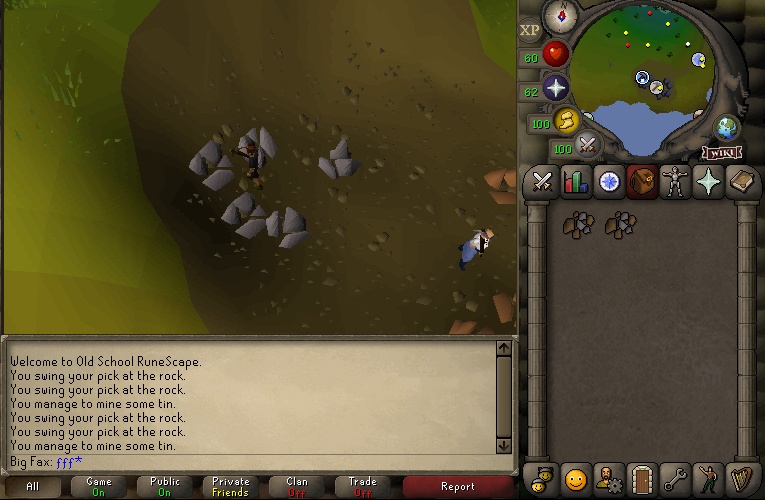 N
XP
60
62
100
100
WIKI
Welcome to Old School RuneScape.
You swing your pick at the rock.
You swing your pick at the rock.
You manage to mine some tin.
You swing your pick at the rock.
You swing your pick at the rock.
You manage to mine some tin.
Big Fax: fff*
All
Game
On
Public
On
Private
Friends
Clan
Off
Trade
Off
Report